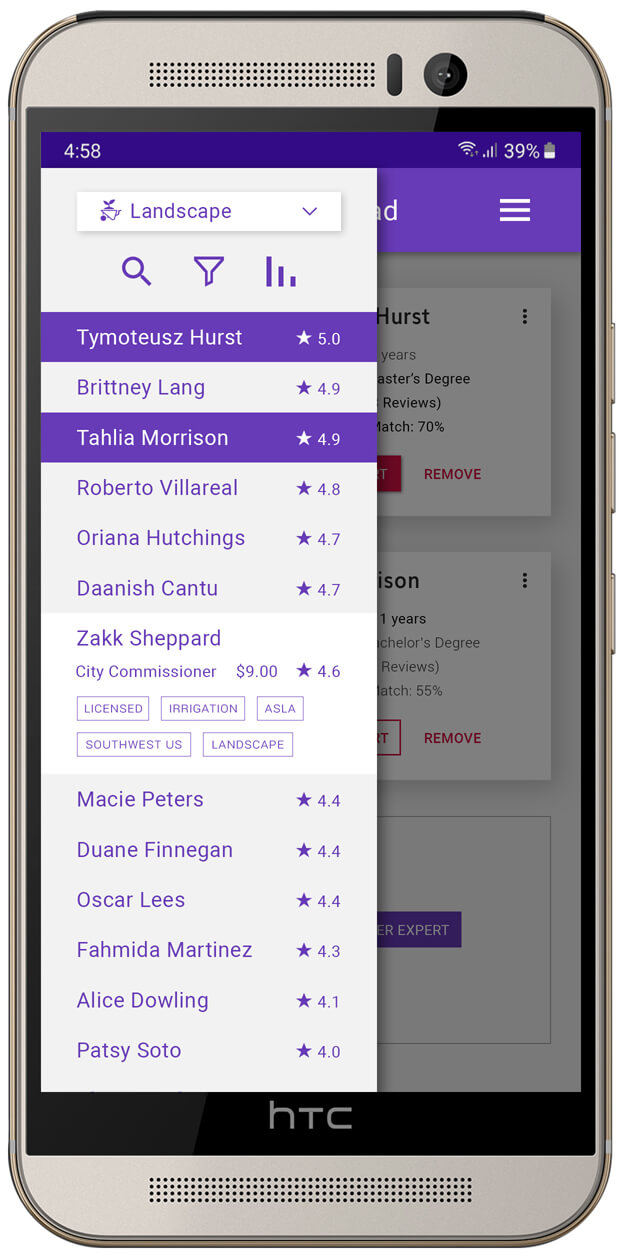 4:58
39%
Landscape
ad
Tymoteusz Hurst ★ 5.0
Brittney Lang ★ 4.9
Tahlia Morrison ★ 4.9
Roberto Villareal ★ 4.8
Oriana Hutchings ★ 4.7
Daanish Cantu ★ 4.7
Zakk Sheppard
City Commissioner $9.00 ★ 4.6
LICENSED IRRIGATION ASLA
SOUTHWEST US LANDSCAPE
Macie Peters ★ 4.4
Duane Finnegan ★ 4.4
Oscar Lees ★ 4.4
Fahmida Martinez ★ 4.3
Alice Dowling ★ 4.1
Patsy Soto ★ 4.0
Hurst
years
aster's Degree
Reviews)
Match: 70%
RT REMOVE
ison
1 years
chelor's Degree
Reviews)
Match: 55%
RT REMOVE
ER EXPERT
hTC